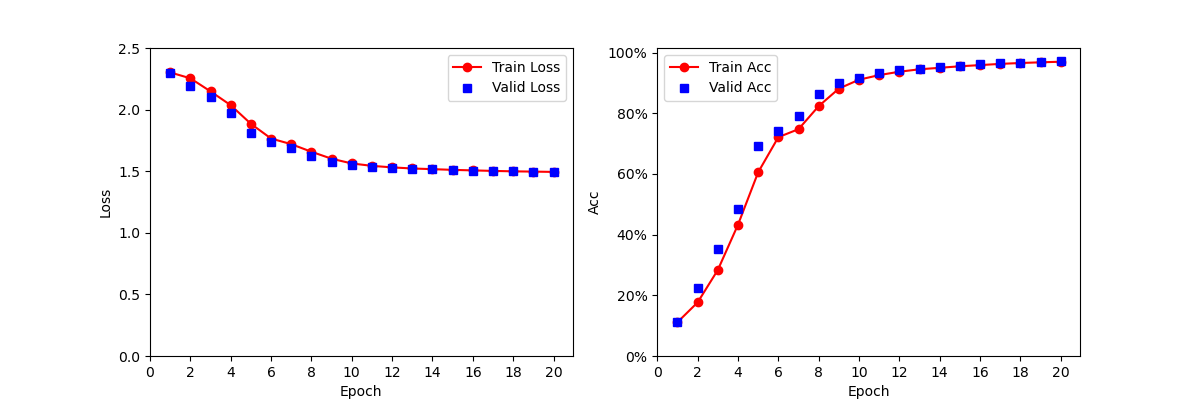 2.5
2.0
1.5
1.0
0.5
0.0
Loss
Train Loss
Valid Loss
0 2 4 6 8 10 12 14 16 18 20
Epoch
100%
80%
60%
40%
20%
0%
Acc
Train Acc
Valid Acc
0 2 4 6 8 10 12 14 16 18 20
Epoch